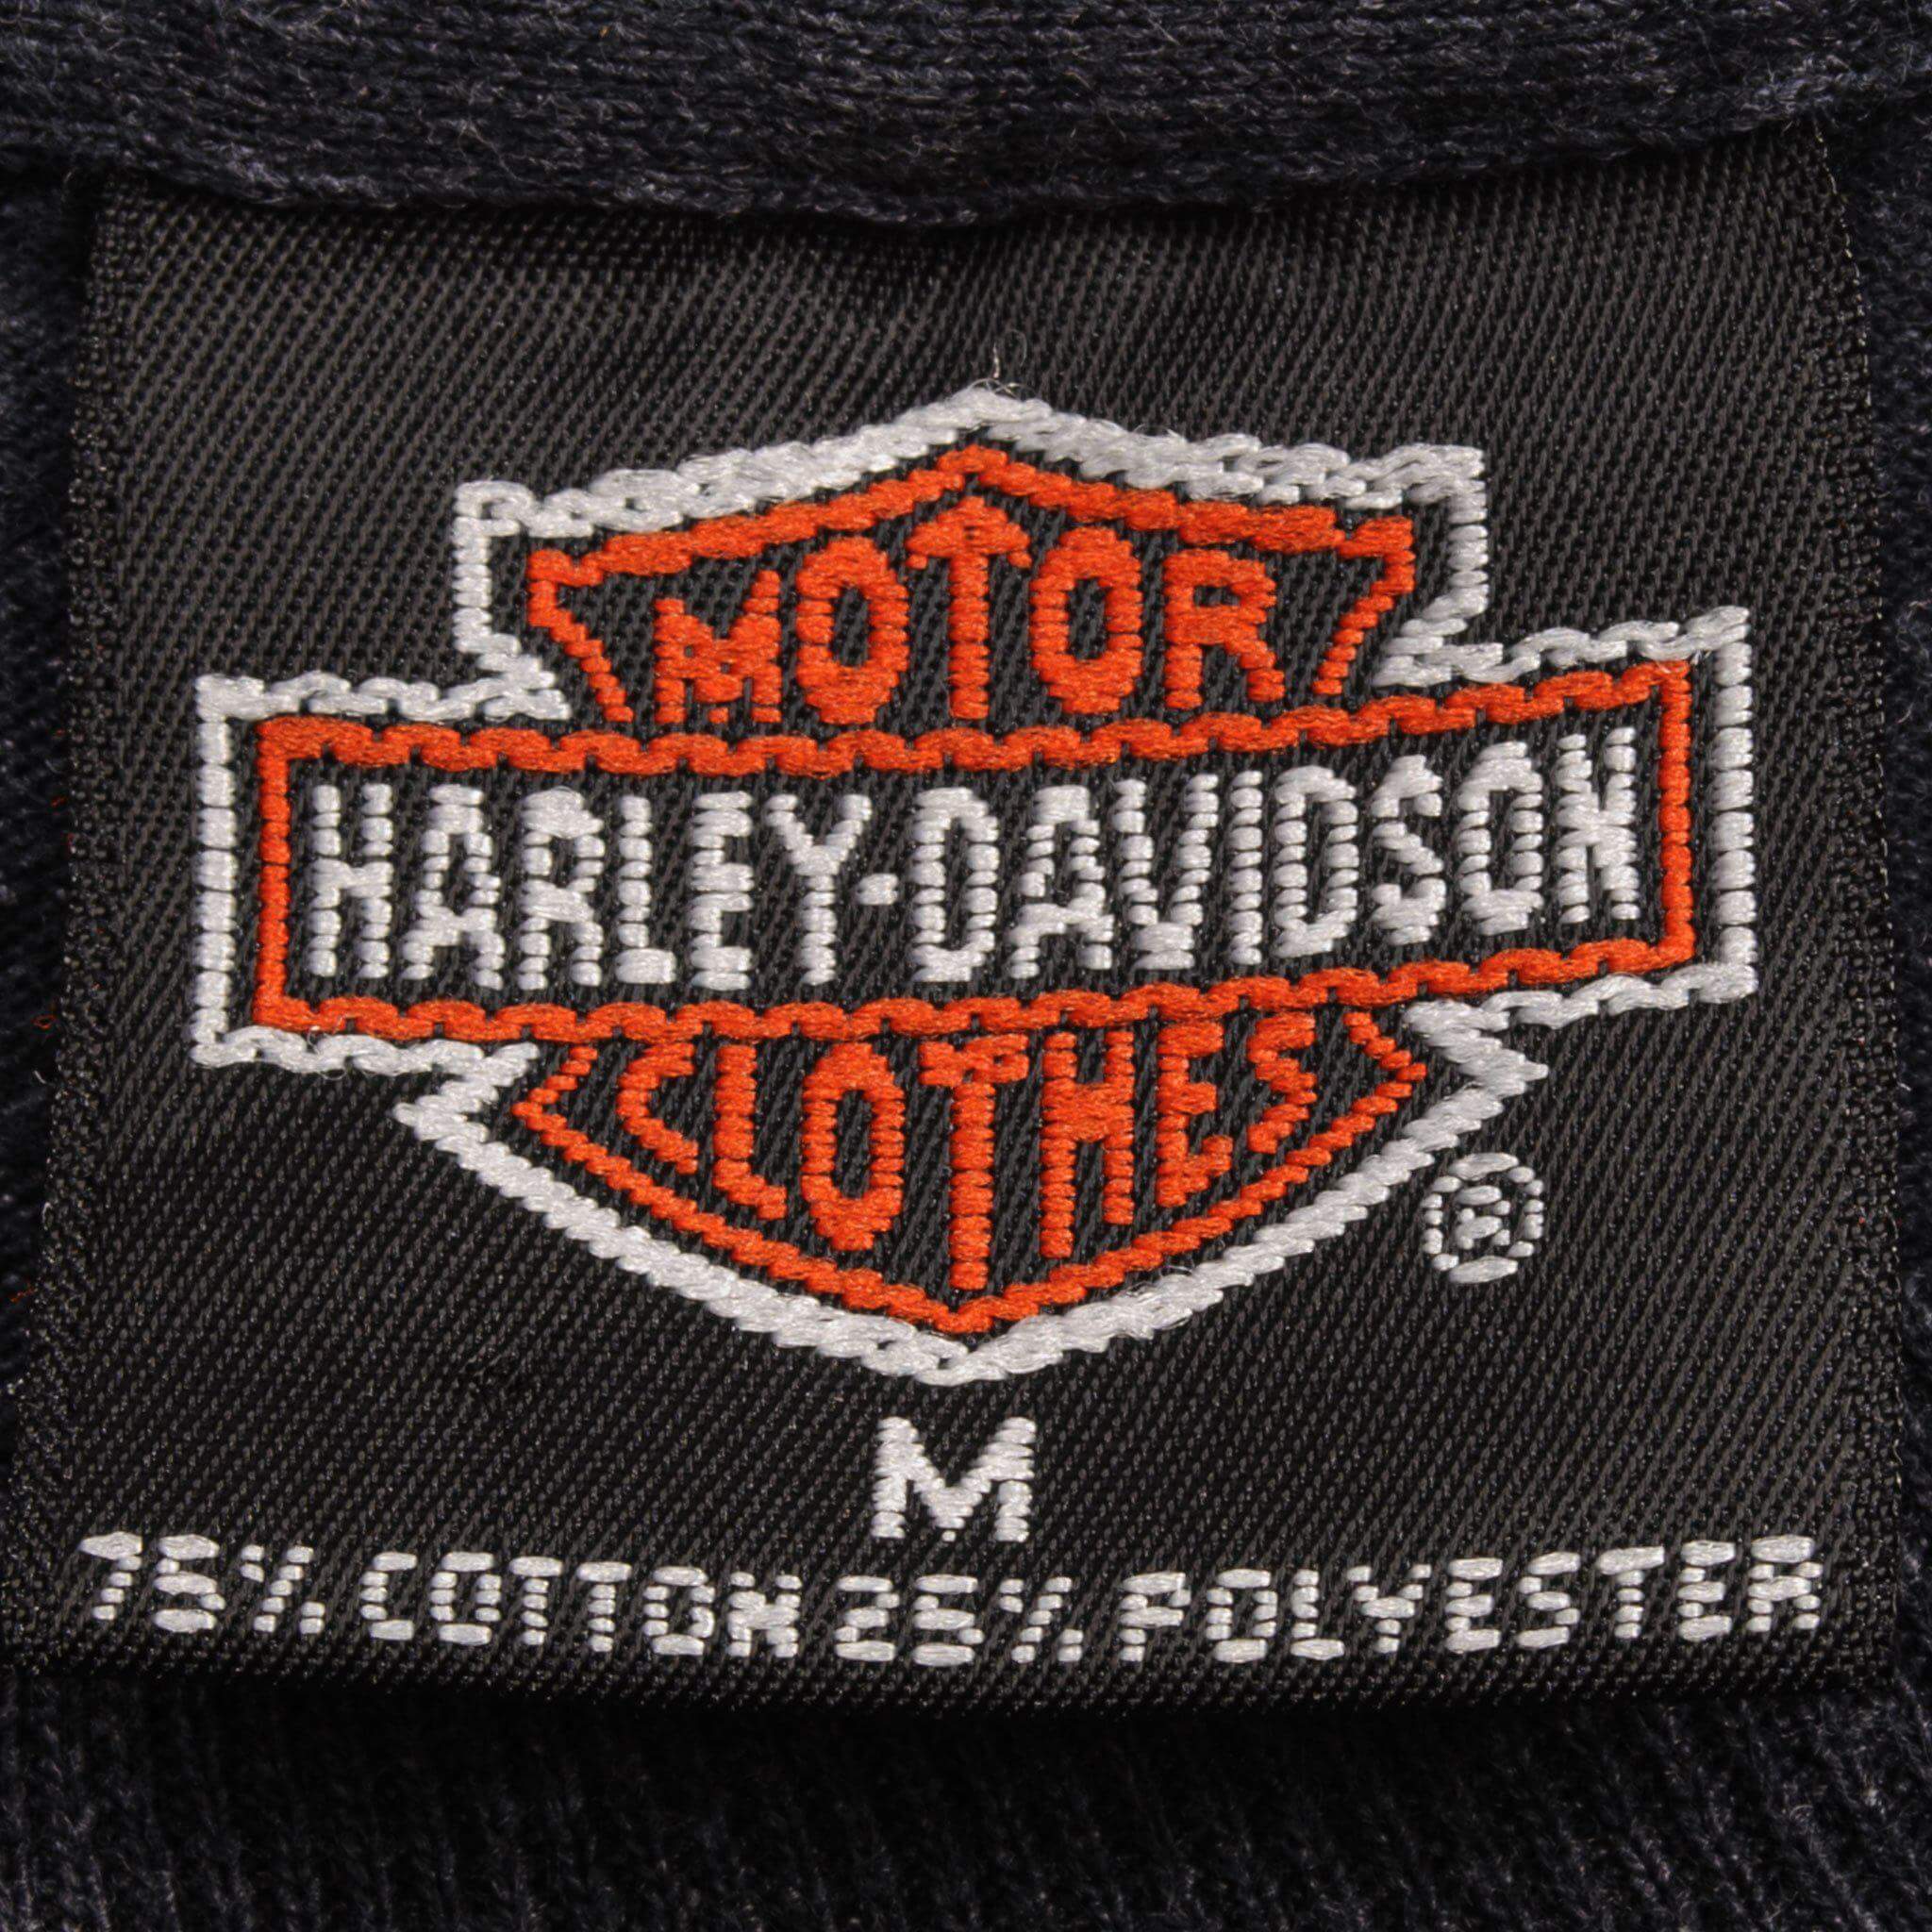 MOTOR
HARLEY-DAVIDSON
CLOTHES
®
M
75% COTTON 25% POLYESTER